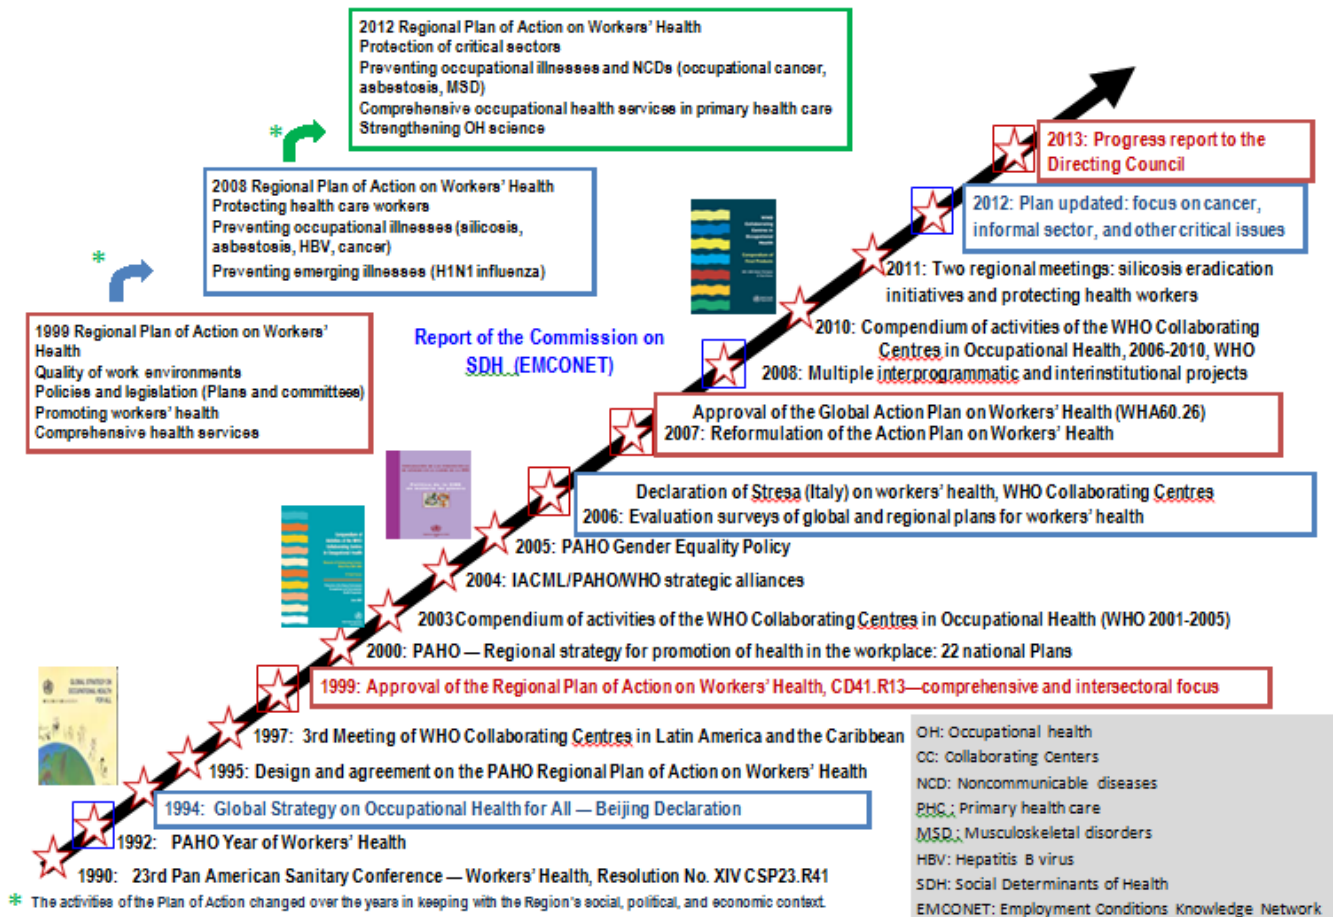 2012 Regional Plan of Action on Workers' Health
Protection of critical sectors
Preventing occupational illnesses and NCDs (occupational cancer,
asbestosis, MSD)
Comprehensive occupational health services in primary health care
Strengthening OH science
*
2008 Regional Plan of Action on Workers' Health
Protecting health care workers
Preventing occupational illnesses (silicosis,
asbestosis, HBV, cancer)
Preventing emerging illnesses (H1N1 influenza)
*
1999 Regional Plan of Action on Workers'
Health
Quality of work environments
Policies and legislation (Plans and committees)
Promoting workers' health
Comprehensive health services
Report of the Commission on
SDH (EMCONET)
2013: Progress report to the
Directing Council
2012: Plan updated: focus on cancer,
informal sector, and other critical issues
2011: Two regional meetings: silicosis eradication
initiatives and protecting health workers
2010: Compendium of activities of the WHO Collaborating
Centres in Occupational Health, 2006-2010, WHO
2008: Multiple interprogrammatic and interinstitutional projects
Approval of the Global Action Plan on Workers' Health (WHA60.26)
2007: Reformulation of the Action Plan on Workers' Health
Declaration of Stresa (Italy) on workers' health, WHO Collaborating Centres
2006: Evaluation surveys of global and regional plans for workers' health
2005: PAHO Gender Equality Policy
2004: IACML/PAHO/WHO strategic alliances
2003Compendium of activities of the WHO Collaborating Centres in Occupational Health (WHO 2001-2005)
2000: PAHO — Regional strategy for promotion of health in the workplace: 22 national Plans
1999: Approval of the Regional Plan of Action on Workers' Health, CD41.R13—comprehensive and intersectoral focus
1997: 3rd Meeting of WHO Collaborating Centres in Latin America and the Caribbean
1995: Design and agreement on the PAHO Regional Plan of Action on Workers' Health
1994: Global Strategy on Occupational Health for All — Beijing Declaration
1992: PAHO Year of Workers' Health
1990: 23rd Pan American Sanitary Conference — Workers' Health, Resolution No. XIV CSP23.R41
* The activities of the Plan of Action changed over the years in keeping with the Region's social, political, and economic context.
GLOBAL STRATEGY ON
OCCUPATIONAL HEALTH
FOR ALL
OH: Occupational health
CC: Collaborating Centers
NCD: Noncommunicable diseases
PHC : Primary health care
MSD : Musculoskeletal disorders
HBV: Hepatitis B virus
SDH: Social Determinants of Health
EMCONET: Employment Conditions Knowledge Network